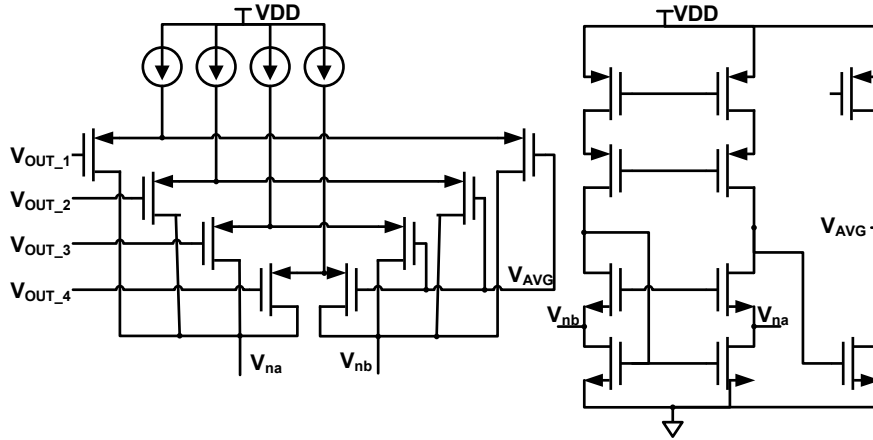 VDD
VDD
VOUT_1
VOUT_2
VOUT_3
VOUT_4
VAVG
VAVG
Vna
Vnb
Vnb
Vna